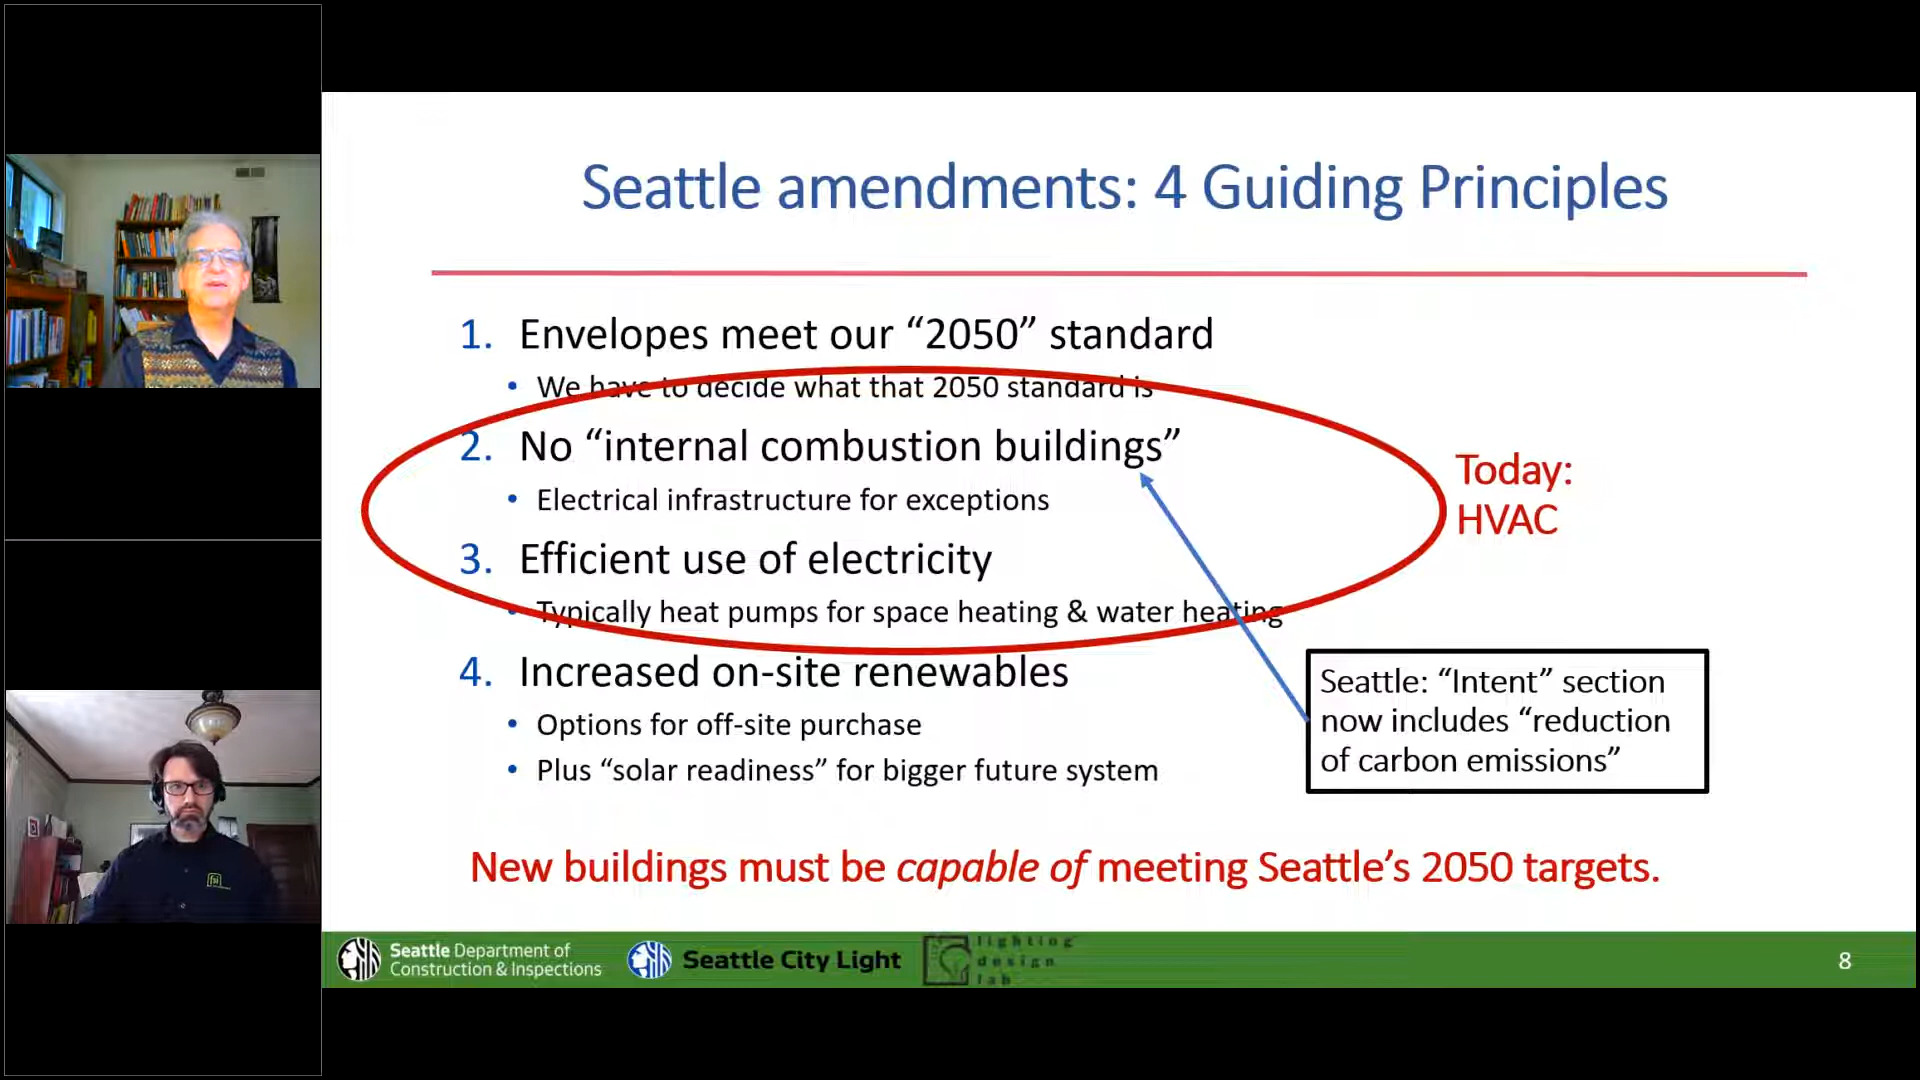 Seattle amendments: 4 Guiding Principles
1. Envelopes meet our “2050” standard
• We have to decide what that 2050 standard is
2. No “internal combustion buildings”
• Electrical infrastructure for exceptions
3. Efficient use of electricity
• Typically heat pumps for space heating & water heating
4. Increased on-site renewables
• Options for off-site purchase
• Plus “solar readiness” for bigger future system
Today:
HVAC
Seattle: “Intent” section
now includes “reduction
of carbon emissions”
New buildings must be capable of meeting Seattle’s 2050 targets.
Seattle Department of
Construction & Inspections
Seattle City Light
lighting
design
lab
8